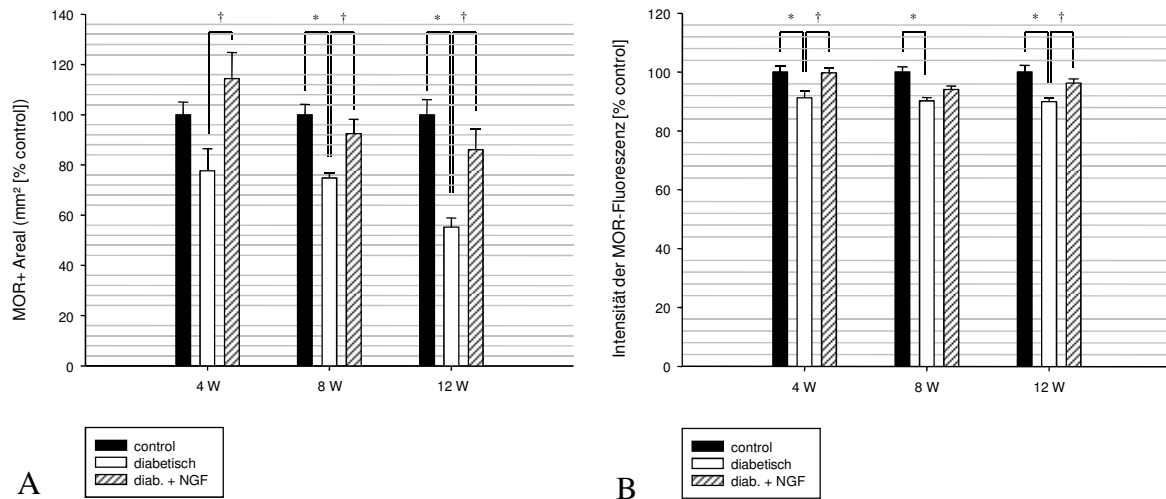 MOR+ Areal (mm² [% control])
140
120
100
80
60
40
20
0
† * † * †
4 W 8 W 12 W
control
diabetisch
diab. + NGF
A
Intensität der MOR-Fluoreszenz [% control]
120
100
80
60
40
20
0
* † * * †
4 W 8 W 12 W
control
diabetisch
diab. + NGF
B